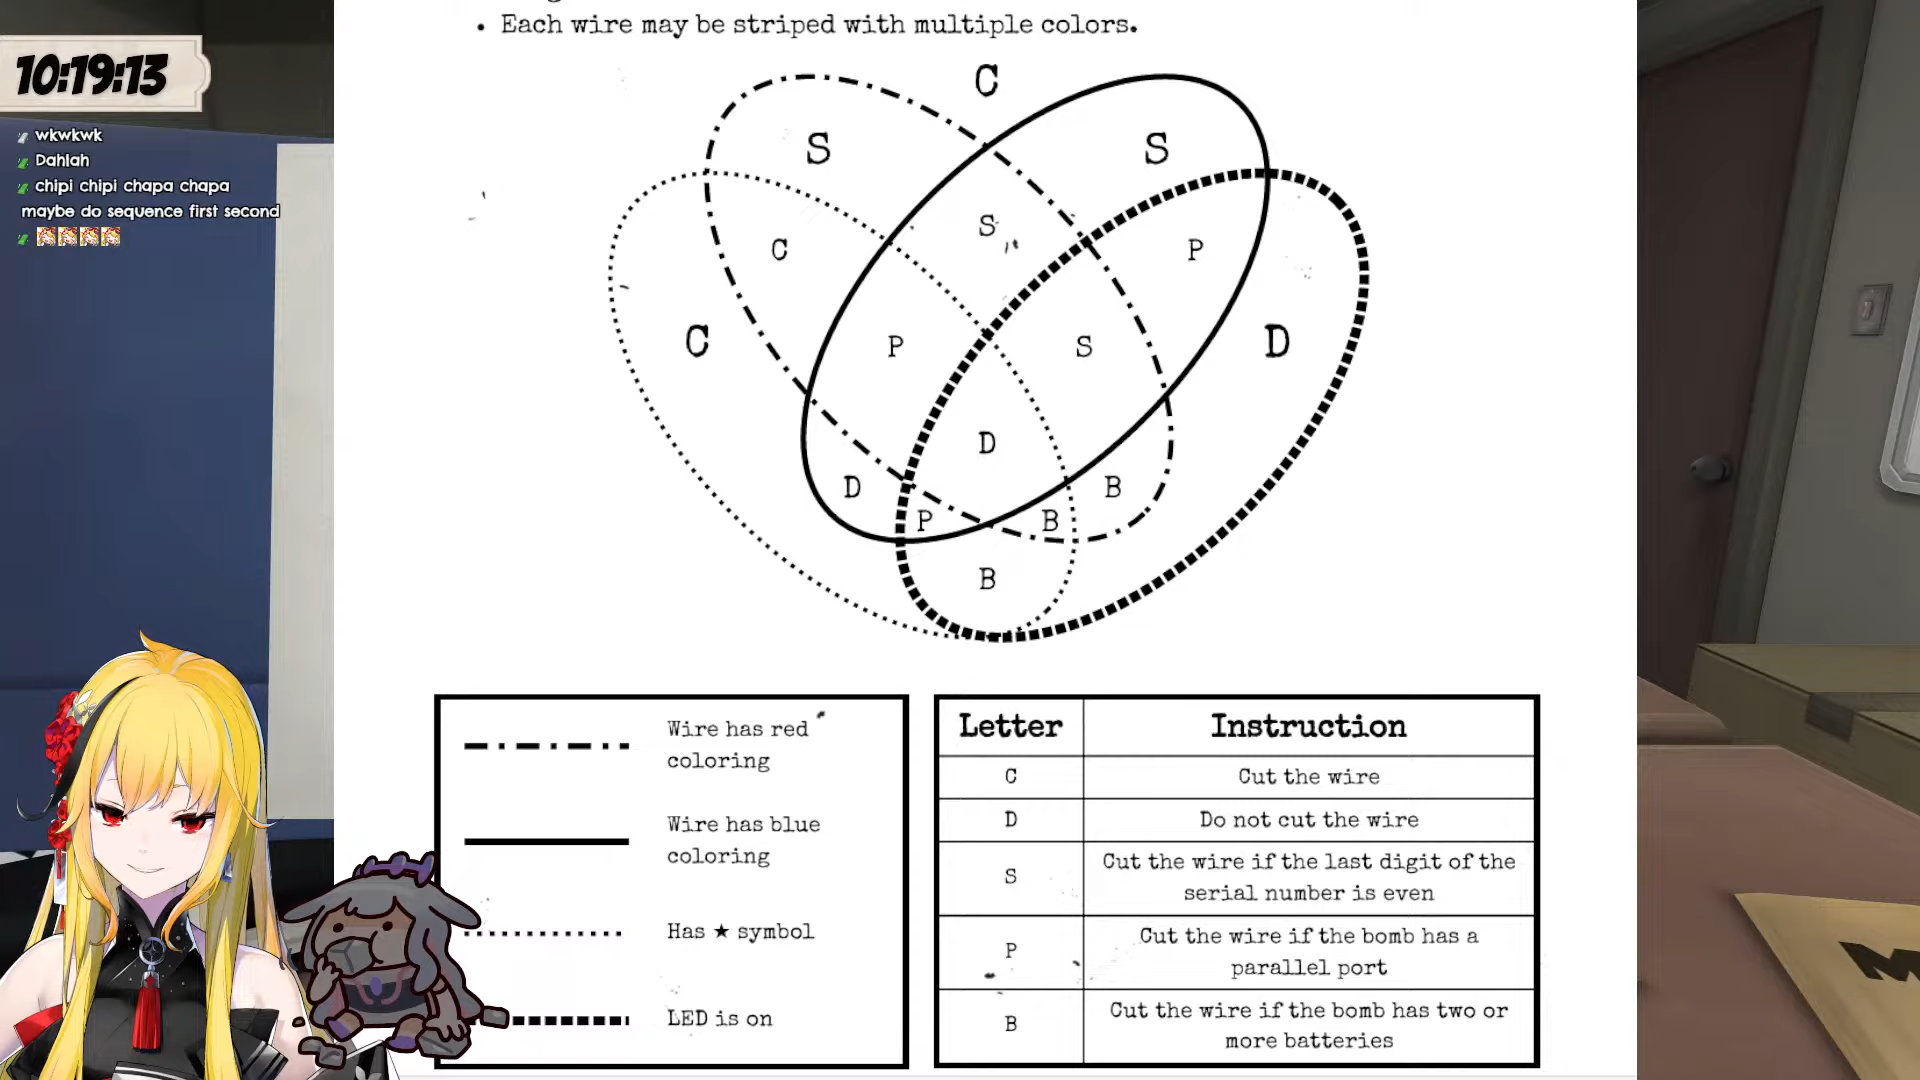 • Each wire may be striped with multiple colors.
10:19:13
wkwkwk
Dahlah
chipi chipi chapa chapa
maybe do sequence first second
C
S
S
S
C
P
C
P
S
D
D
D
B
P
B
B
Wire has red
coloring
Wire has blue
coloring
Has ★ symbol
LED is on
Letter Instruction
C Cut the wire
D Do not cut the wire
S Cut the wire if the last digit of the
serial number is even
P Cut the wire if the bomb has a
parallel port
B Cut the wire if the bomb has two or
more batteries